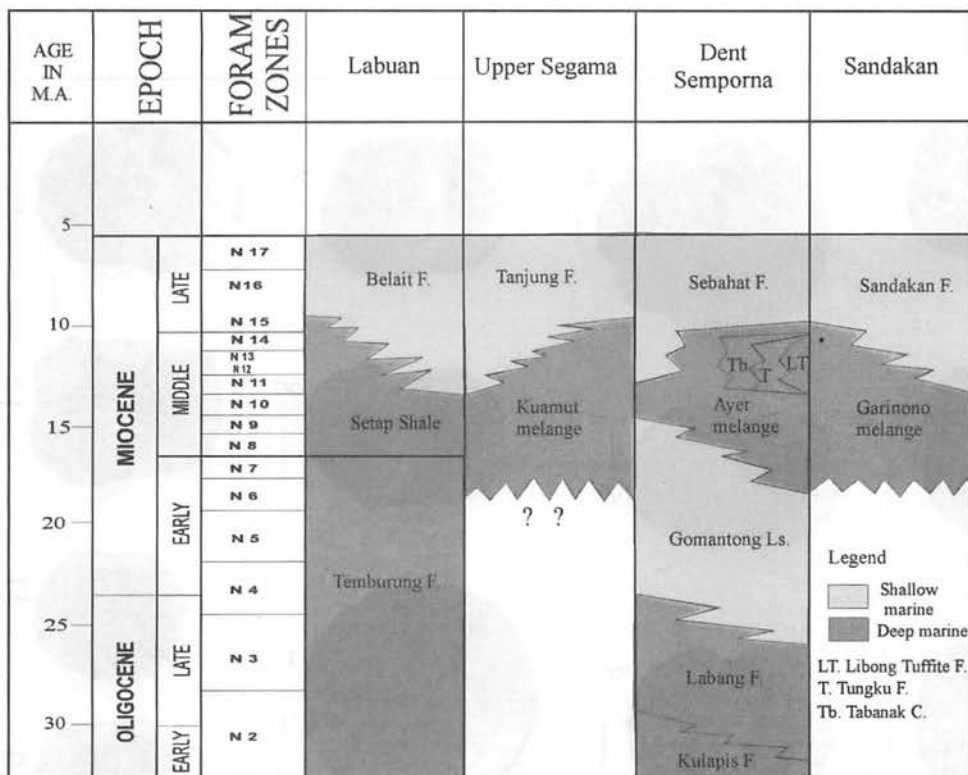 AGE
IN
M.A.
EPOCH
FORAM
ZONES
Labuan
Upper Segama
Dent
Semporna
Sandakan
5
10
15
20
25
30
MIOCENE
OLIGOCENE
LATE
MIDDLE
EARLY
LATE
EARLY
N 17
N16
N 15
N 14
N 13
N 12
N 11
N 10
N 9
N 8
N 7
N 6
N 5
N 4
N 3
N 2
Belait F.
Setap Shale
Temburung F.
Tanjung F.
Kuamut
melange
? ?
Sebahat F.
Tb
T
LT
Ayer
melange
Gomantong Ls.
Labang F.
Kulapis F.
Sandakan F.
Garinono
melange
Legend
Shallow
marine
Deep marine
LT. Libong Tuffite F.
T. Tungku F.
Tb. Tabanak C.